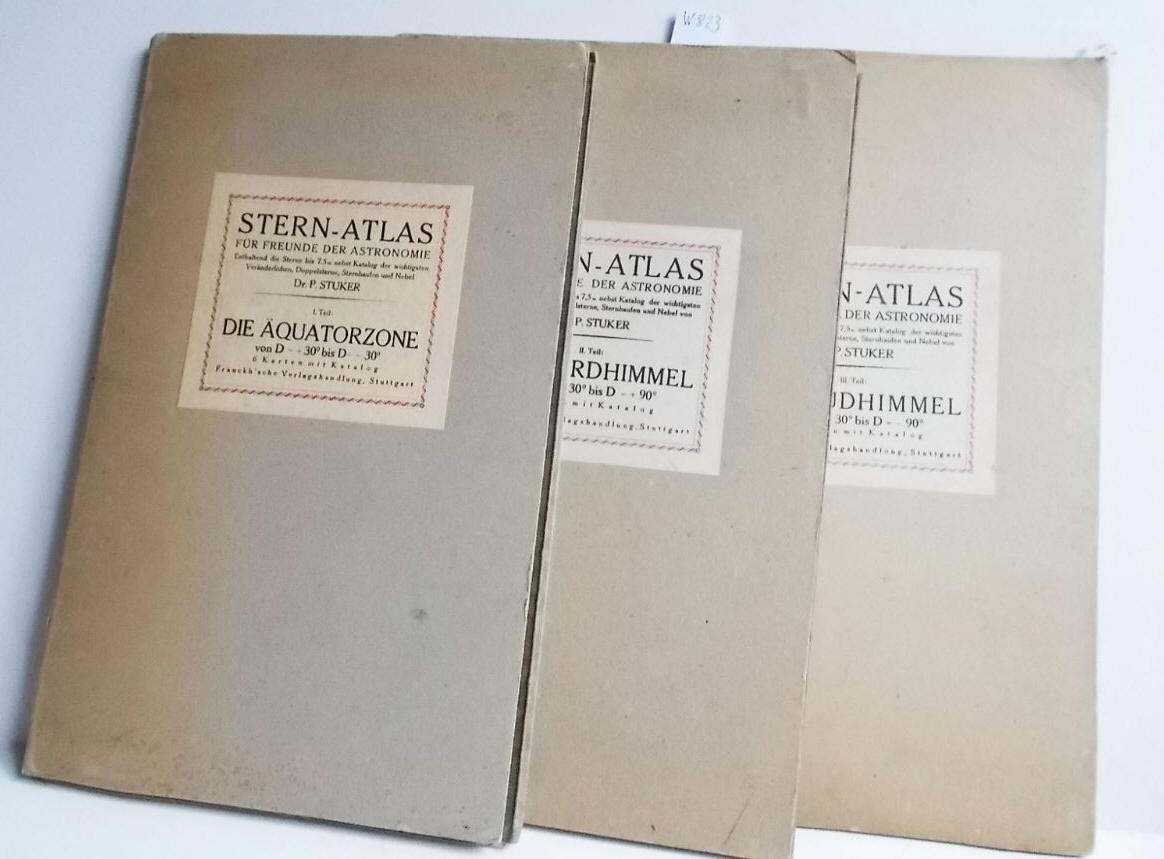 W823
STERN-ATLAS
FÜR FREUNDE DER ASTRONOMIE
Enthaltend die Sterne bis 7,5m nebst Katalog der wichtigsten
Veränderlichen, Doppelsterne, Sternhaufen und Nebel
Dr. P. STUKER
I. Teil:
DIE ÄQUATORZONE
von D - + 30° bis D - - 30°
6 Karten mit Katalog
Franckh'sche Verlagshandlung, Stuttgart
N-ATLAS
E DER ASTRONOMIE
7,5m nebst Katalog der wichtigsten
lsterne, Sternhaufen und Nebel von
P. STUKER
II. Teil:
RDHIMMEL
30° bis D - + 90°
mit Katalog
lagshandlung, Stuttgart
N-ATLAS
DER ASTRONOMIE
7,5m nebst Katalog der wichtigsten
sterne, Sternhaufen und Nebel von
P. STUKER
III. Teil:
ÜDHIMMEL
30° bis D - - 90°
n mit Katalog
lagshandlung, Stuttgart